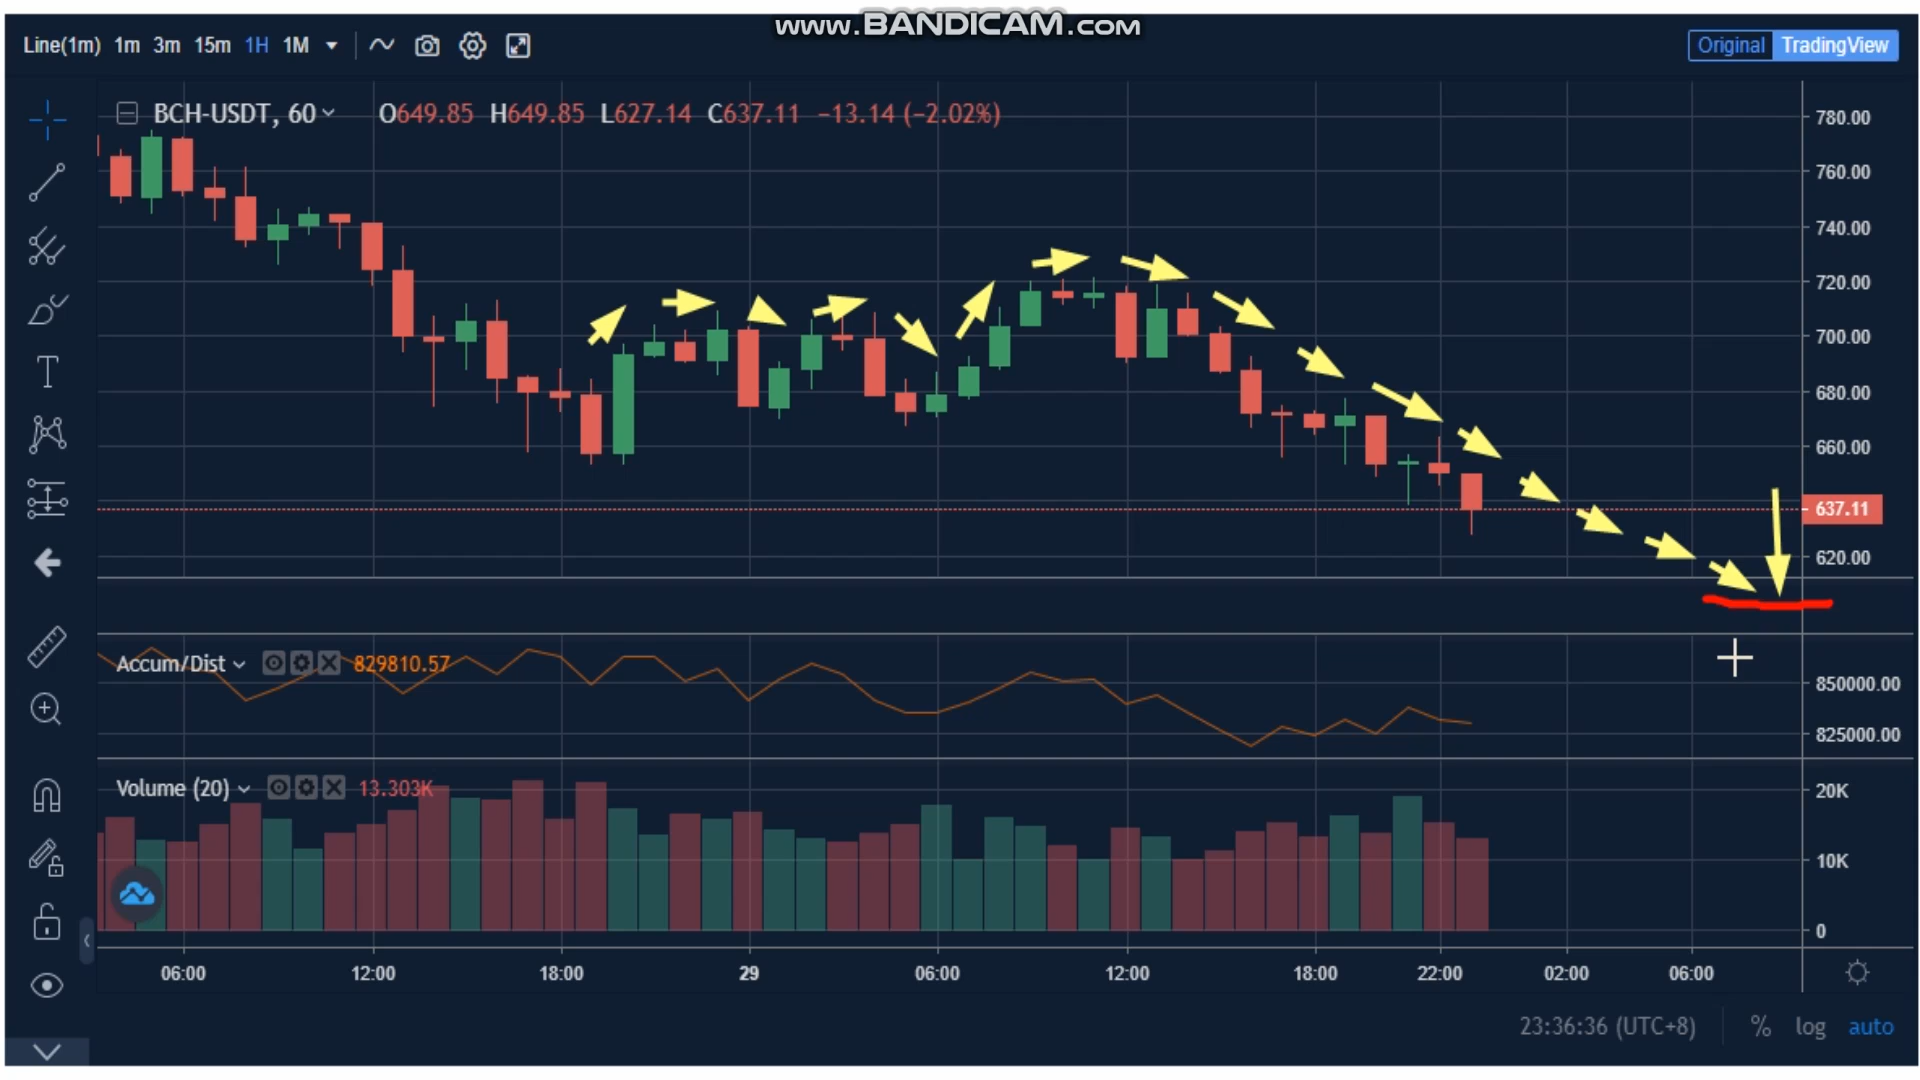 www.BANDICAM.com
Line(1m) 1m 3m 15m 1H 1M
Original TradingView
BCH-USDT, 60 O649.85 H649.85 L627.14 C637.11 −13.14 (−2.02%)
780.00
760.00
740.00
720.00
700.00
680.00
660.00
637.11
620.00
Accum/Dist 829810.57
850000.00
825000.00
Volume (20) 13.303K
20K
10K
0
06:00 12:00 18:00 29 06:00 12:00 18:00 22:00 02:00 06:00
23:36:36 (UTC+8) % log auto